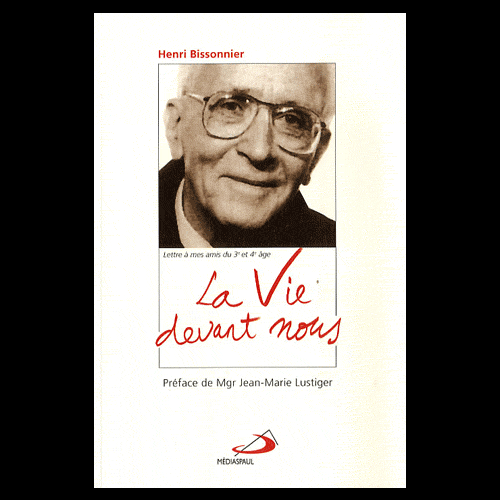 Henri Bissonnier
Lettre à mes amis du 3e et 4e âge
La Vie
devant nous
Préface de Mgr Jean-Marie Lustiger
MÉDIASPAUL